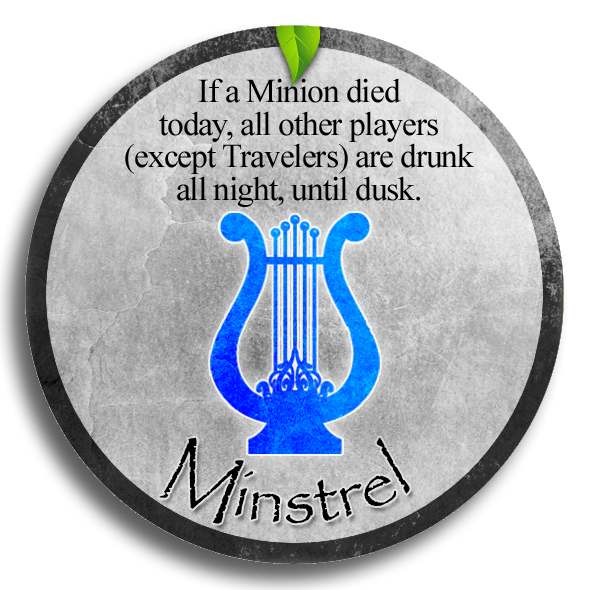 If a Minion died
today, all other players
(except Travelers) are drunk
all night, until dusk.
Minstrel